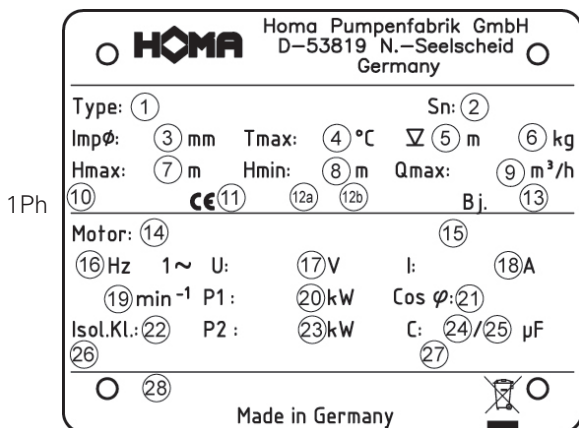 HOMA Homa Pumpenfabrik GmbH
D-53819 N.-Seelscheid
Germany
Type: 1 Sn: 2
ImpØ: 3 mm Tmax: 4 °C 5 m 6 kg
Hmax: 7 m Hmin: 8 m Qmax: 9 m³/h
1Ph
10 CE 11 12a 12b Bj. 13
Motor: 14 15
16 Hz 1~ U: 17 V I: 18 A
19 min⁻¹ P1: 20 kW Cos φ: 21
Isol.Kl.: 22 P2 : 23 kW C: 24/25 µF
26 27
28
Made in Germany